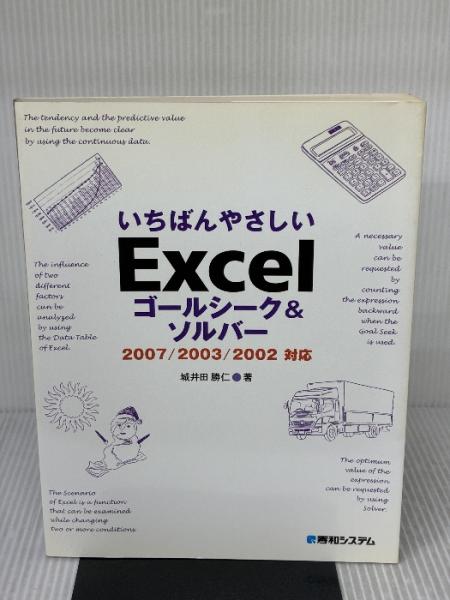 The tendency and the predictive value
in the future become clear
by using the continuous data.
いちばんやさしい
Excel
ゴールシーク&
ソルバー
2007/2003/2002 対応
城井田 勝仁 ● 著
A necessary
value
can be
requested
by
counting
the expression
backward
when the
Goal Seek
is used.
The influence
of two
different
factors
can be
analyzed
by using
the Data Table
of Excel.
The optimum
value of the
expression
can be requested
by using
Solver.
The Scenario
of Excel is a function
that can be examined
while changing
two or more conditions.
秀和システム